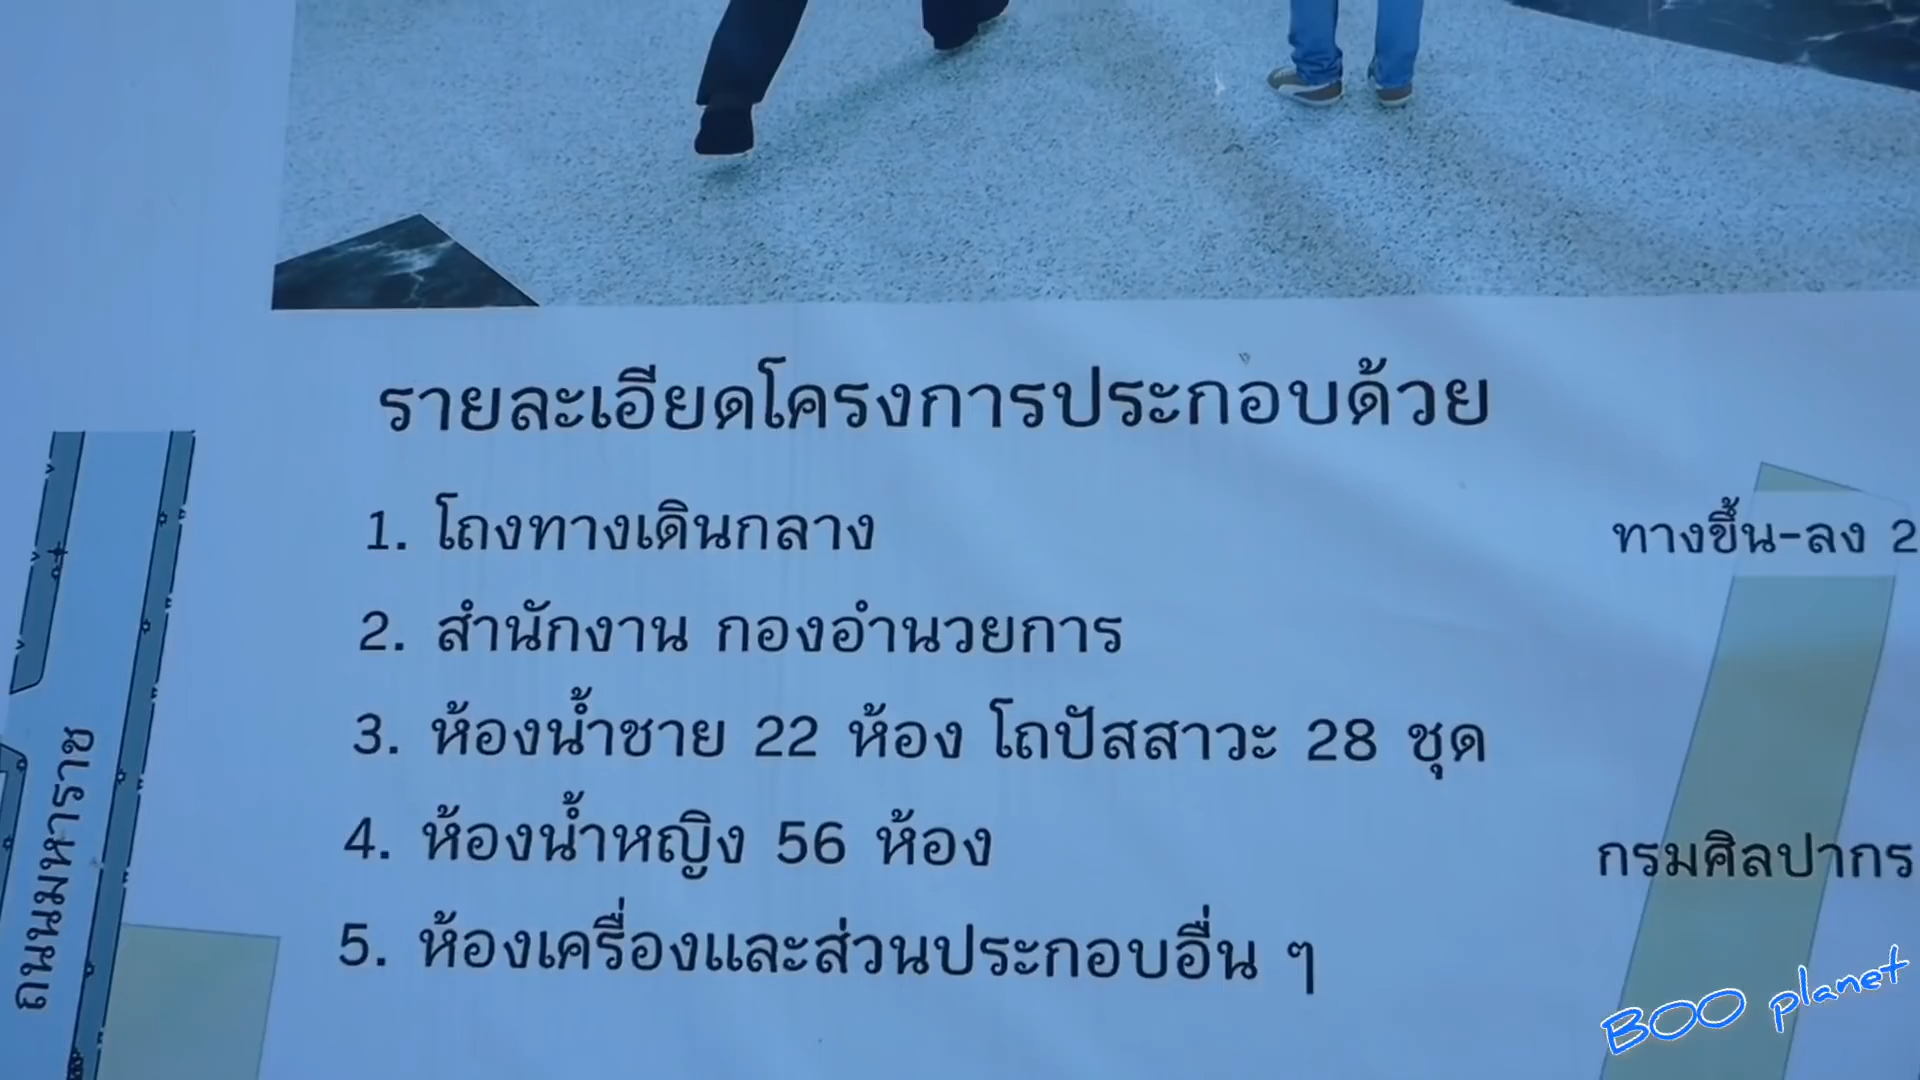 รายละเอียดโครงการประกอบด้วย
1. โถงทางเดินกลาง
2. สำนักงาน กองอำนวยการ
3. ห้องน้ำชาย 22 ห้อง โถปัสสาวะ 28 ชุด
4. ห้องน้ำหญิง 56 ห้อง
5. ห้องเครื่องและส่วนประกอบอื่น ๆ
ถนนมหาราช
ทางขึ้น-ลง 2
กรมศิลปากร
BOO planet